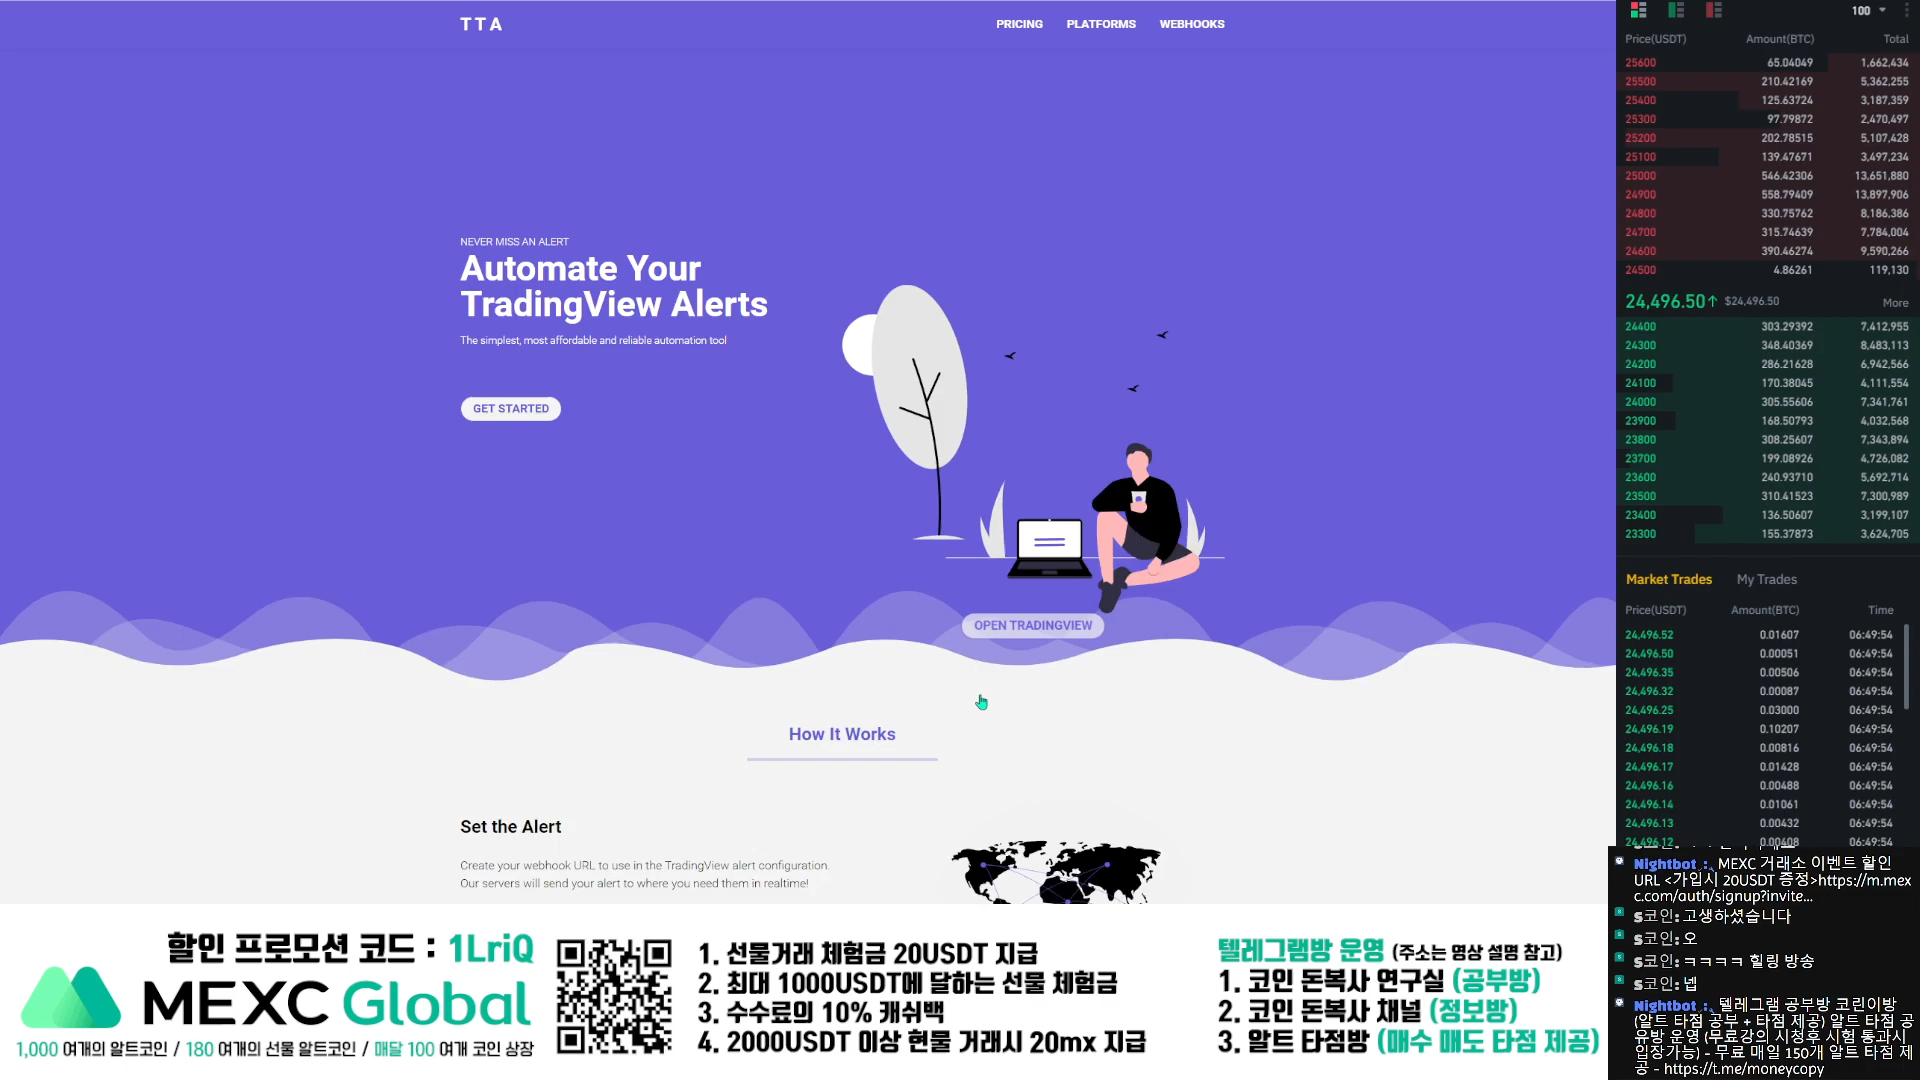 TTA
PRICING PLATFORMS WEBHOOKS
NEVER MISS AN ALERT
Automate Your
TradingView Alerts
The simplest, most affordable and reliable automation tool
GET STARTED
OPEN TRADINGVIEW
How It Works
Set the Alert
Create your webhook URL to use in the TradingView alert configuration.
Our servers will send your alert to where you need them in realtime!
100
Price(USDT) Amount(BTC) Total
25600 65.04049 1,662,434
25500 210.42169 5,362,255
25400 125.63724 3,187,359
25300 97.79872 2,470,497
25200 202.78515 5,107,428
25100 139.47671 3,497,234
25000 546.42306 13,651,880
24900 558.79409 13,897,906
24800 330.75762 8,186,386
24700 315.74639 7,784,004
24600 390.46274 9,590,266
24500 4.86261 119,130
24,496.50↑ $24,496.50 More
24400 303.29392 7,412,955
24300 348.40369 8,483,113
24200 286.21628 6,942,566
24100 170.38045 4,111,554
24000 305.55606 7,341,761
23900 168.50793 4,032,568
23800 308.25607 7,343,894
23700 199.08926 4,726,082
23600 240.93710 5,692,714
23500 310.41523 7,300,989
23400 136.50607 3,199,107
23300 155.37873 3,624,705
Market Trades My Trades
Price(USDT) Amount(BTC) Time
24,496.52 0.01607 06:49:54
24,496.50 0.00051 06:49:54
24,496.35 0.00506 06:49:54
24,496.32 0.00087 06:49:54
24,496.25 0.03000 06:49:54
24,496.19 0.10207 06:49:54
24,496.18 0.00816 06:49:54
24,496.17 0.01428 06:49:54
24,496.16 0.00488 06:49:54
24,496.14 0.01061 06:49:54
24,496.13 0.00432 06:49:54
24,496.12 0.00408 06:49:54
Nightbot : MEXC 거래소 이벤트 할인
URL <가입시 20USDT 증정>https://m.mex
c.com/auth/signup?invite...
s코인: 고생하셨습니다
s코인: 오
s코인: ㅋㅋㅋㅋ 힐링 방송
s코인: 넵
Nightbot : 텔레그램 공부방 코린이방
(알트 타점 공부 + 타점 제공) 알트 타점 공
유방 운영 (무료강의 시청후 시험 통과시
입장가능) - 무료 매일 150개 알트 타점 제
공 - https://t.me/moneycopy
할인 프로모션 코드 : 1LriQ
MEXC Global
1,000 여개의 알트코인 / 180 여개의 선물 알트코인 / 매달 100 여개 코인 상장
1. 선물거래 체험금 20USDT 지급
2. 최대 1000USDT에 달하는 선물 체험금
3. 수수료의 10% 캐쉬백
4. 2000USDT 이상 현물 거래시 20mx 지급
텔레그램방 운영 (주소는 영상 설명 참고)
1. 코인 돈복사 연구실 (공부방)
2. 코인 돈복사 채널 (정보방)
3. 알트 타점방 (매수 매도 타점 제공)